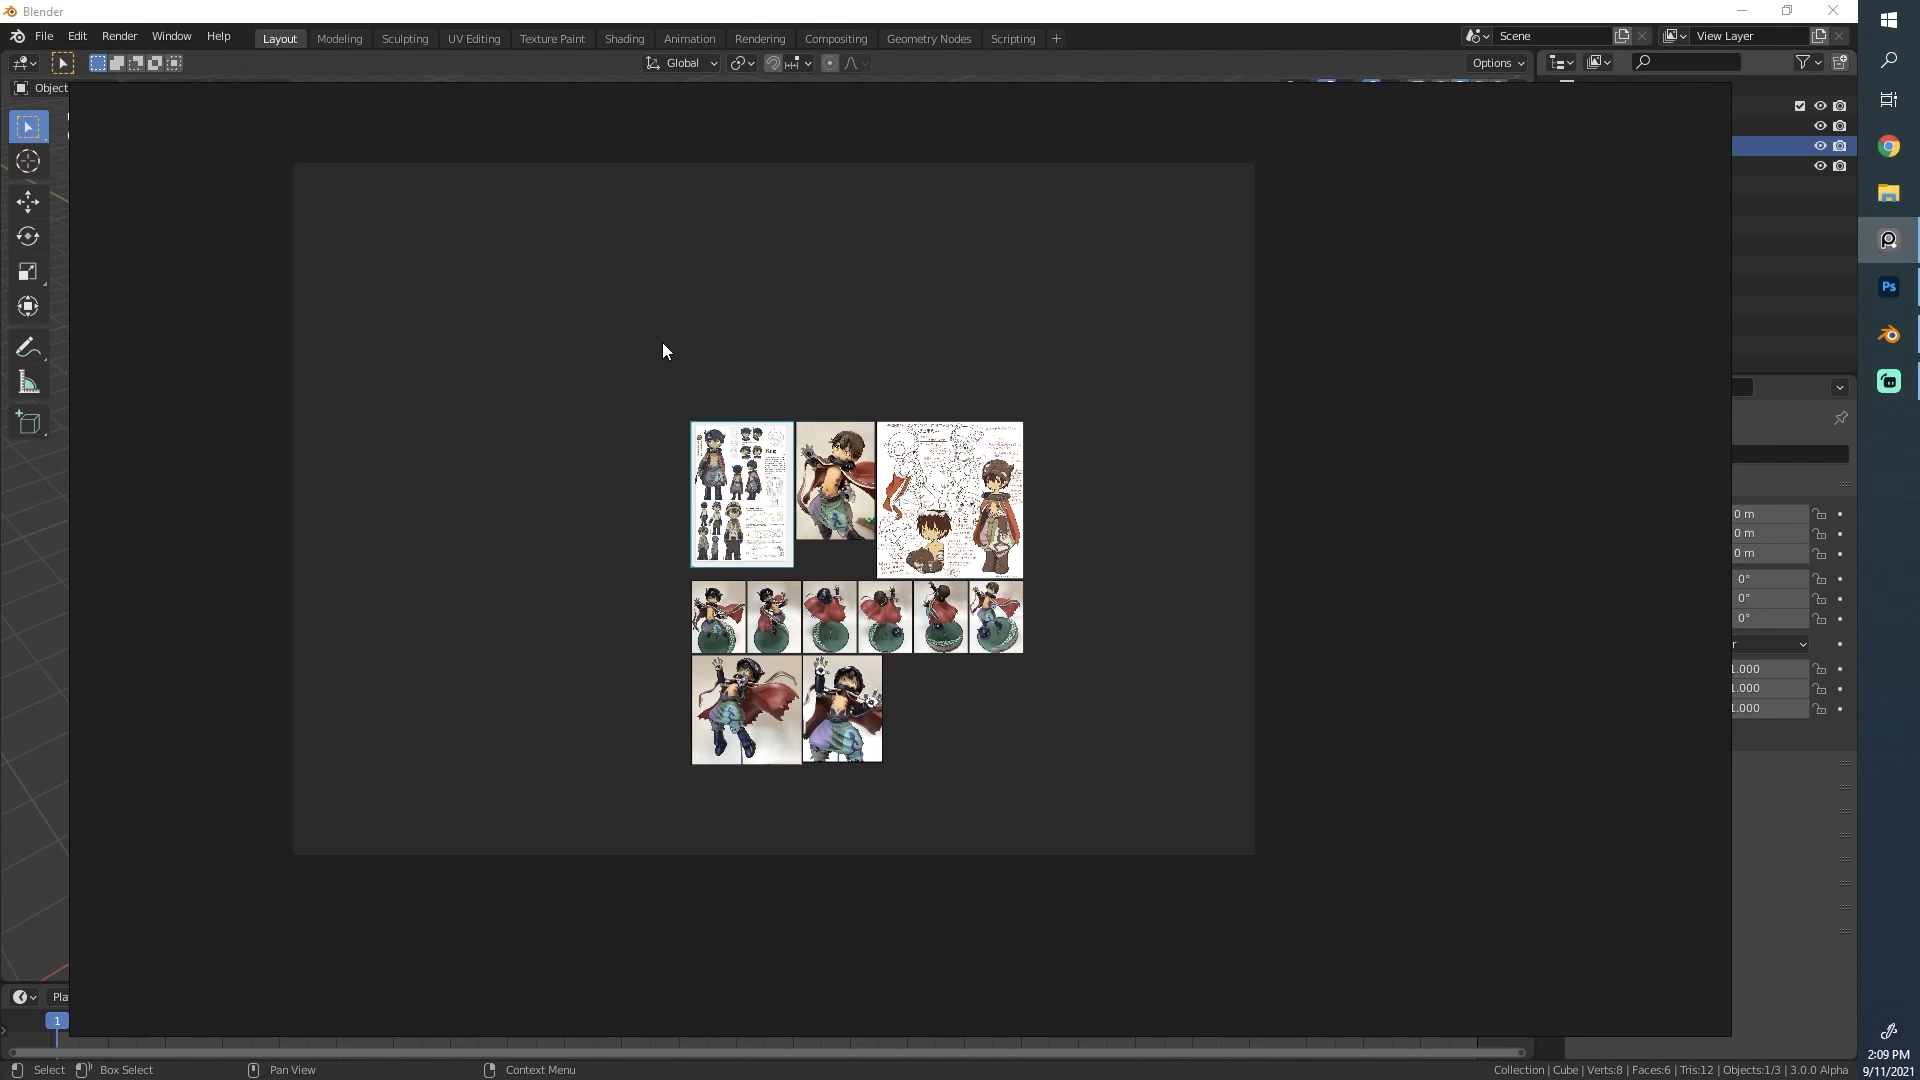 Blender
File Edit Render Window Help
Layout Modeling Sculpting UV Editing Texture Paint Shading Animation Rendering Compositing Geometry Nodes Scripting +
Scene
View Layer
Global
Options
Object
0 m
0 m
0 m
0°
0°
0°
r
1.000
1.000
1.000
Reg
Ps
Pla
1
Select Box Select Pan View Context Menu
Collection | Cube | Verts:8 | Faces:6 | Tris:12 | Objects:1/3 | 3.0.0 Alpha
2:09 PM
9/11/2021